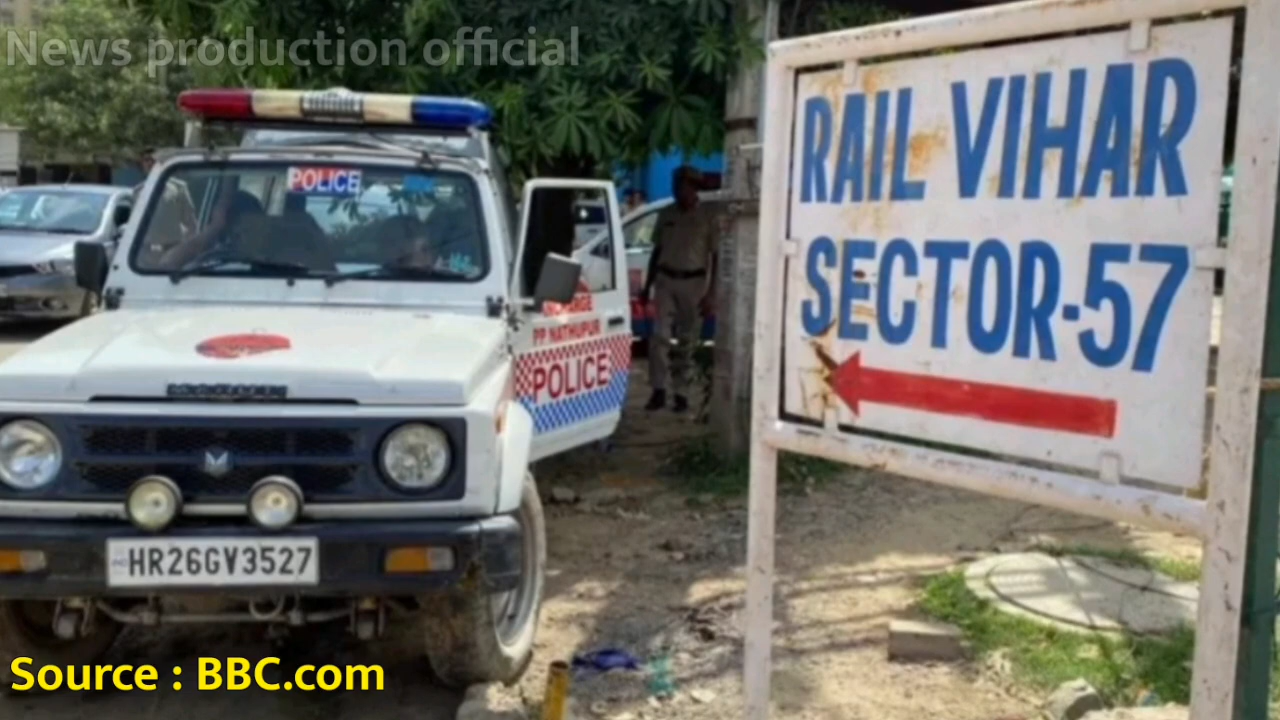 News production official
POLICE
RAIL VIHAR
SECTOR-57
PP NATHUPUR
POLICE
HR26GV3527
Source : BBC.com